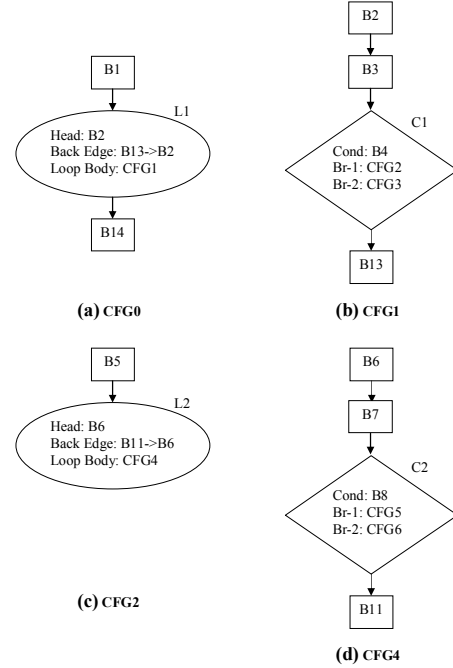 B1
L1
Head: B2
Back Edge: B13->B2
Loop Body: CFG1
B14
(a) CFG0
B2
B3
C1
Cond: B4
Br-1: CFG2
Br-2: CFG3
B13
(b) CFG1
B5
L2
Head: B6
Back Edge: B11->B6
Loop Body: CFG4
(c) CFG2
B6
B7
C2
Cond: B8
Br-1: CFG5
Br-2: CFG6
B11
(d) CFG4